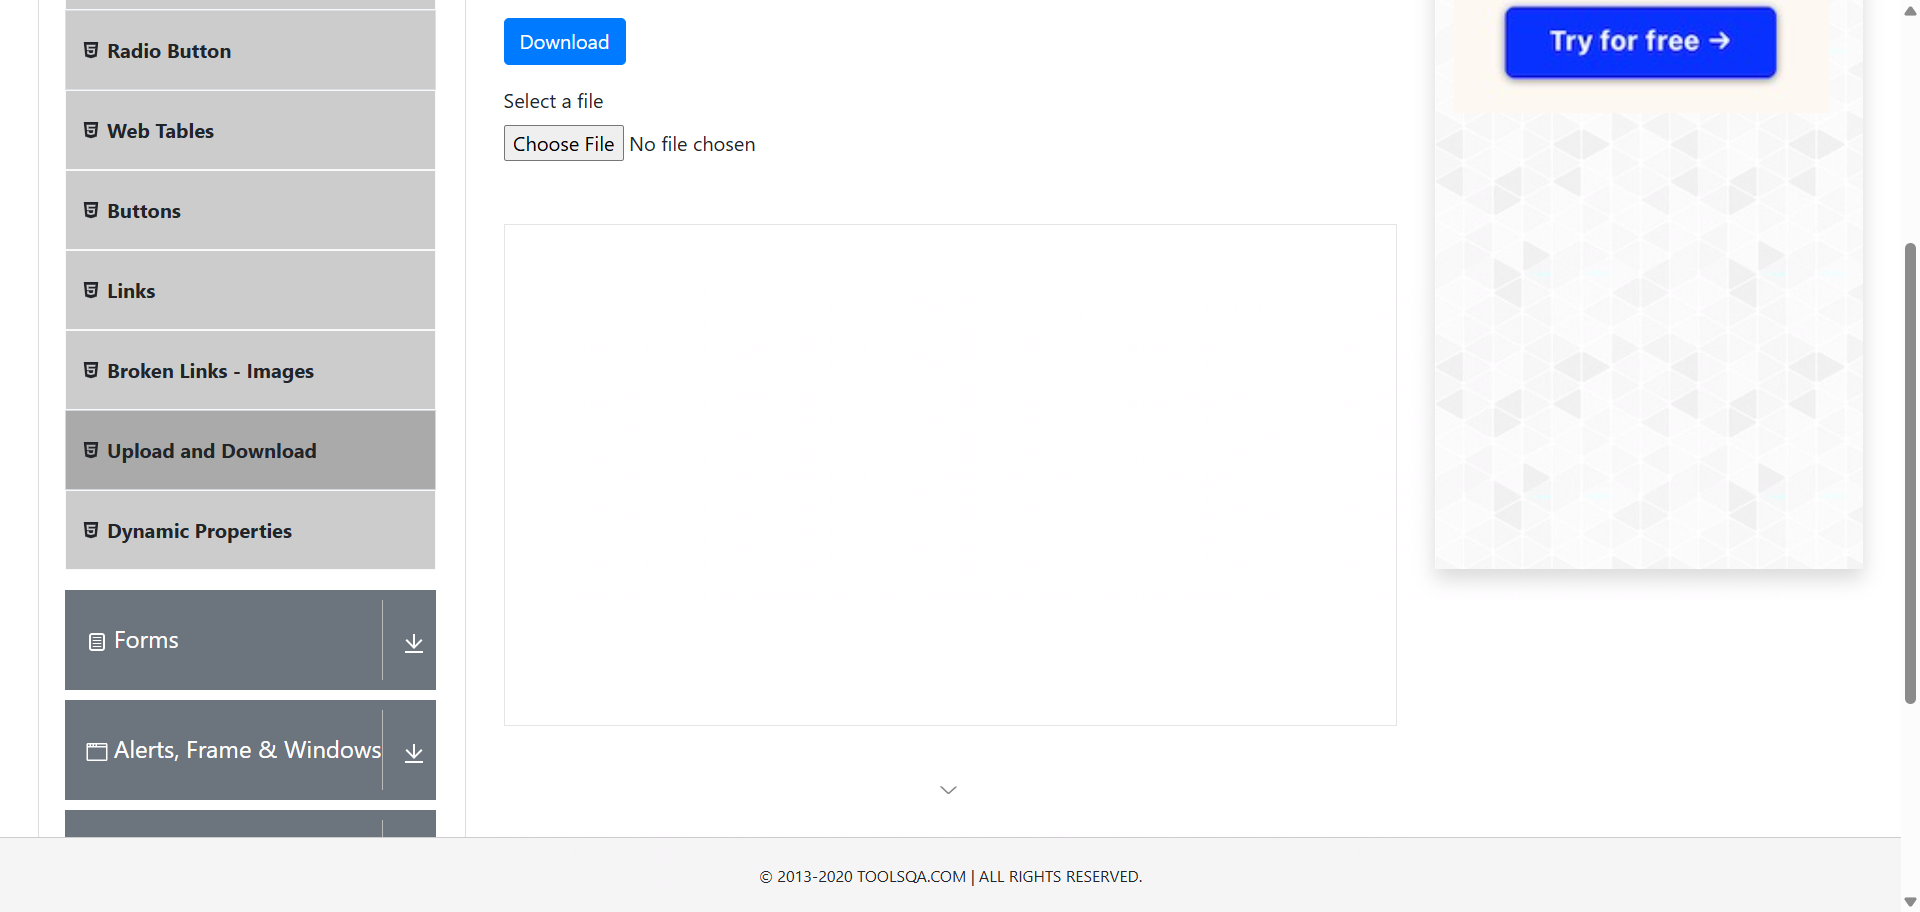 Radio Button
Web Tables
Buttons
Links
Broken Links - Images
Upload and Download
Dynamic Properties
Forms
Alerts, Frame & Windows
Download
Select a file
Choose File No file chosen
Try for free →
© 2013-2020 TOOLSQA.COM | ALL RIGHTS RESERVED.